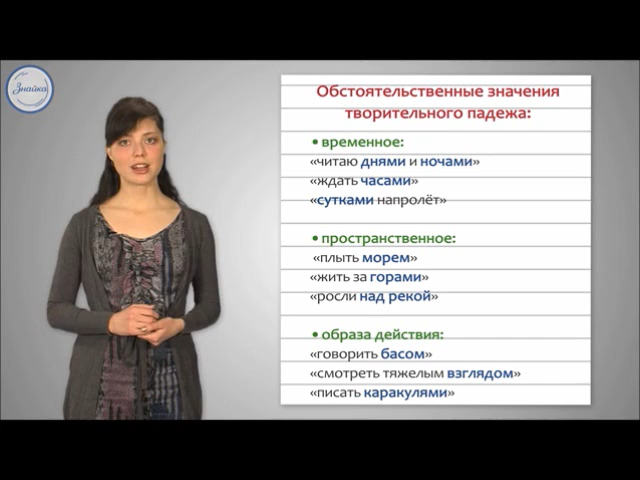 Знайка
Обстоятельственные значения
творительного падежа:
• временное:
«читаю днями и ночами»
«ждать часами»
«сутками напролёт»
• пространственное:
«плыть морем»
«жить за горами»
«росли над рекой»
• образа действия:
«говорить басом»
«смотреть тяжелым взглядом»
«писать каракулями»